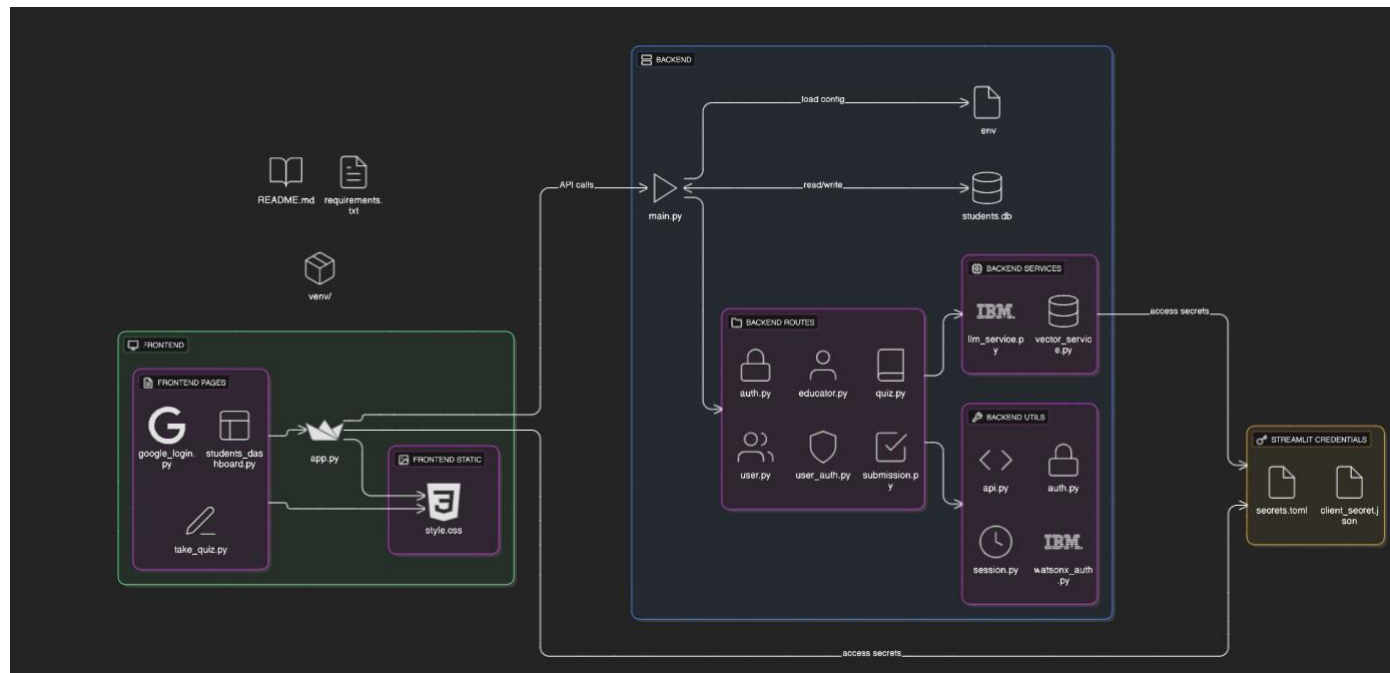 BACKEND
load config
env
README.md
requirements.
txt
API calls
main.py
read/write
students.db
venv/
BACKEND SERVICES
IBM
llm_service.p
y
vector_servic
e.py
access secrets
BACKEND ROUTES
auth.py
educator.py
quiz.py
user.py
user_auth.py
submission.p
y
BACKEND UTILS
api.py
auth.py
session.py
IBM
watsonx_auth
.py
FRONTEND
FRONTEND PAGES
G
google_login.
py
students_das
hboard.py
take_quiz.py
app.py
FRONTEND STATIC
3
style.css
STREAMLIT CREDENTIALS
secrets.toml
client_secret.j
son
access secrets